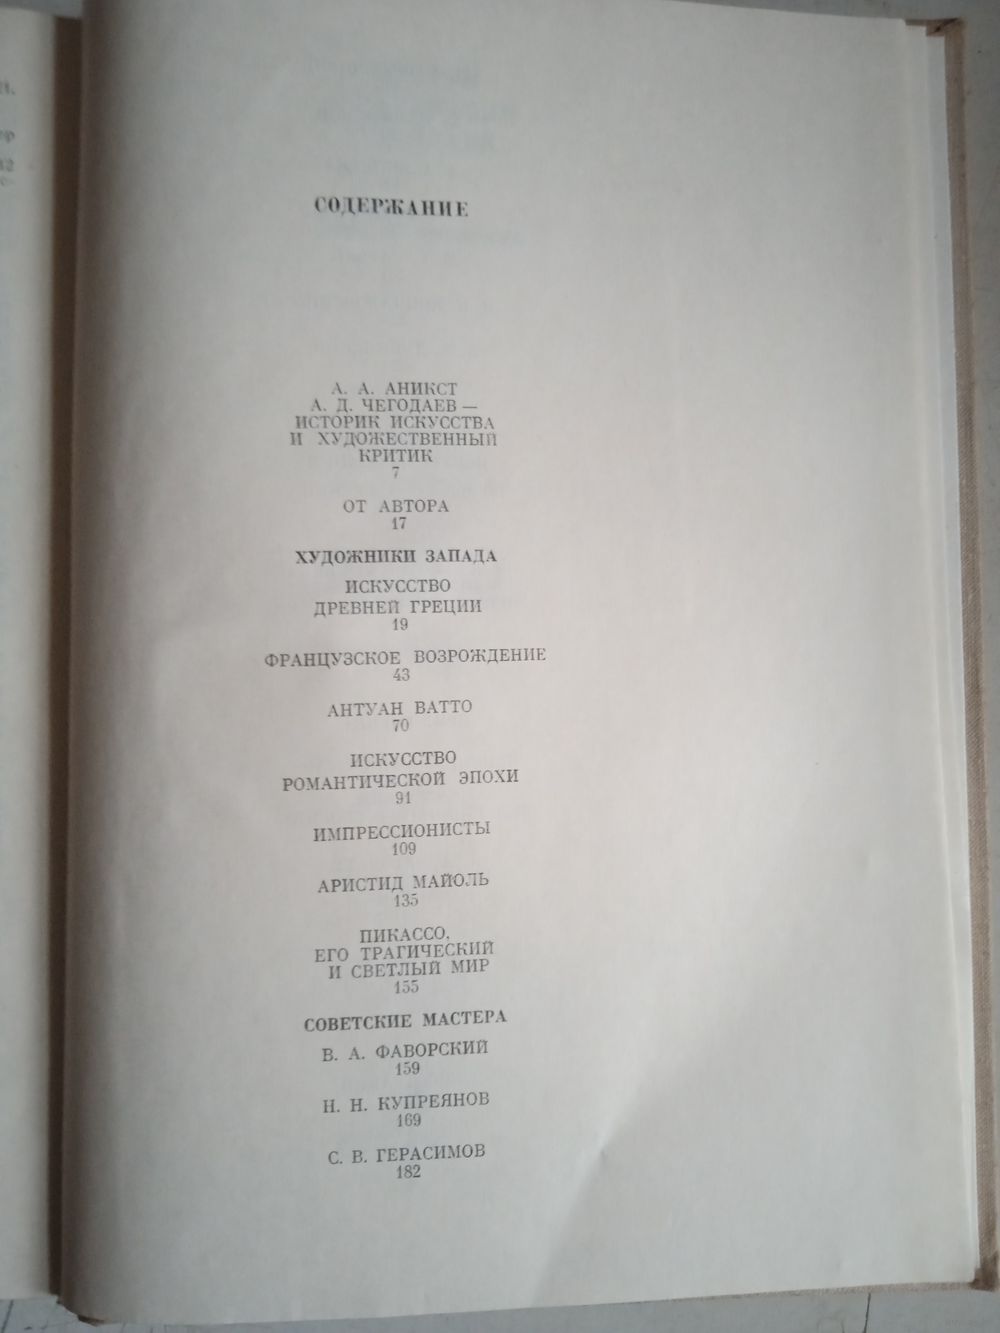 СОДЕРЖАНИЕ
А. А. АНИКСТ
А. Д. ЧЕГОДАЕВ —
ИСТОРИК ИСКУССТВА
И ХУДОЖЕСТВЕННЫЙ
КРИТИК
7
ОТ АВТОРА
17
ХУДОЖНИКИ ЗАПАДА
ИСКУССТВО
ДРЕВНЕЙ ГРЕЦИИ
19
ФРАНЦУЗСКОЕ ВОЗРОЖДЕНИЕ
43
АНТУАН ВАТТО
70
ИСКУССТВО
РОМАНТИЧЕСКОЙ ЭПОХИ
91
ИМПРЕССИОНИСТЫ
109
АРИСТИД МАЙОЛЬ
135
ПИКАССО,
ЕГО ТРАГИЧЕСКИЙ
И СВЕТЛЫЙ МИР
155
СОВЕТСКИЕ МАСТЕРА
В. А. ФАВОРСКИЙ
159
Н. Н. КУПРЕЯНОВ
169
С. В. ГЕРАСИМОВ
182